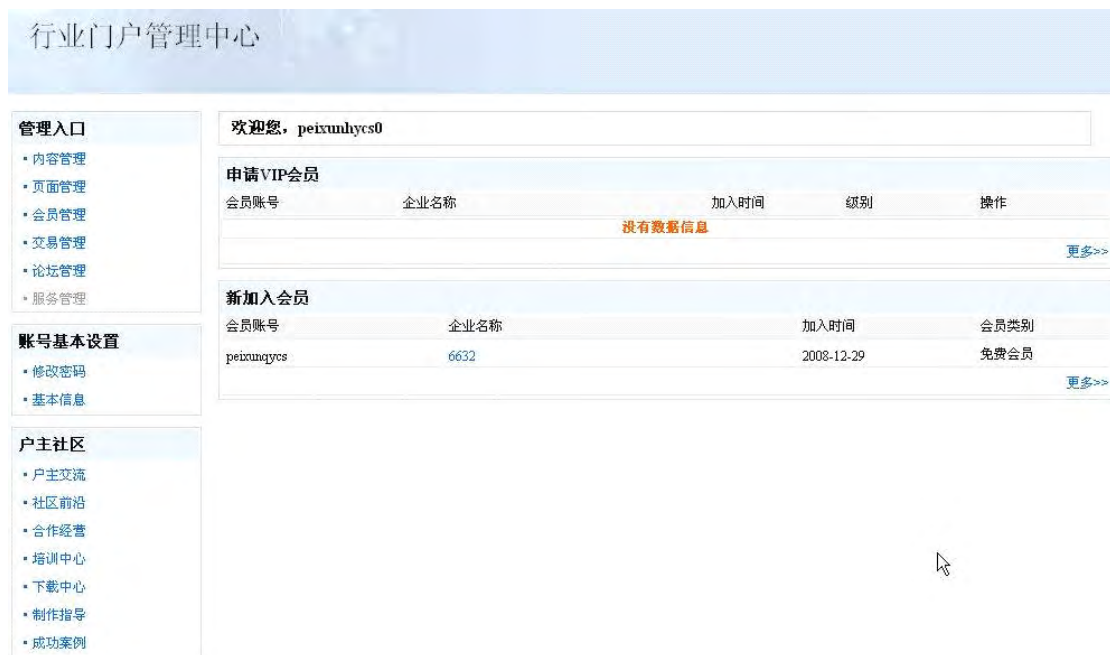 行业门户管理中心
管理入口
内容管理
页面管理
会员管理
交易管理
论坛管理
服务管理
账号基本设置
修改密码
基本信息
户主社区
户主交流
社区前沿
合作经营
培训中心
下载中心
制作指导
成功案例
欢迎您，peixunhycs0
申请VIP会员
会员账号 企业名称 加入时间 级别 操作
没有数据信息
更多>>
新加入会员
会员账号 企业名称 加入时间 会员类别
peixunqycs 6632 2008-12-29 免费会员
更多>>